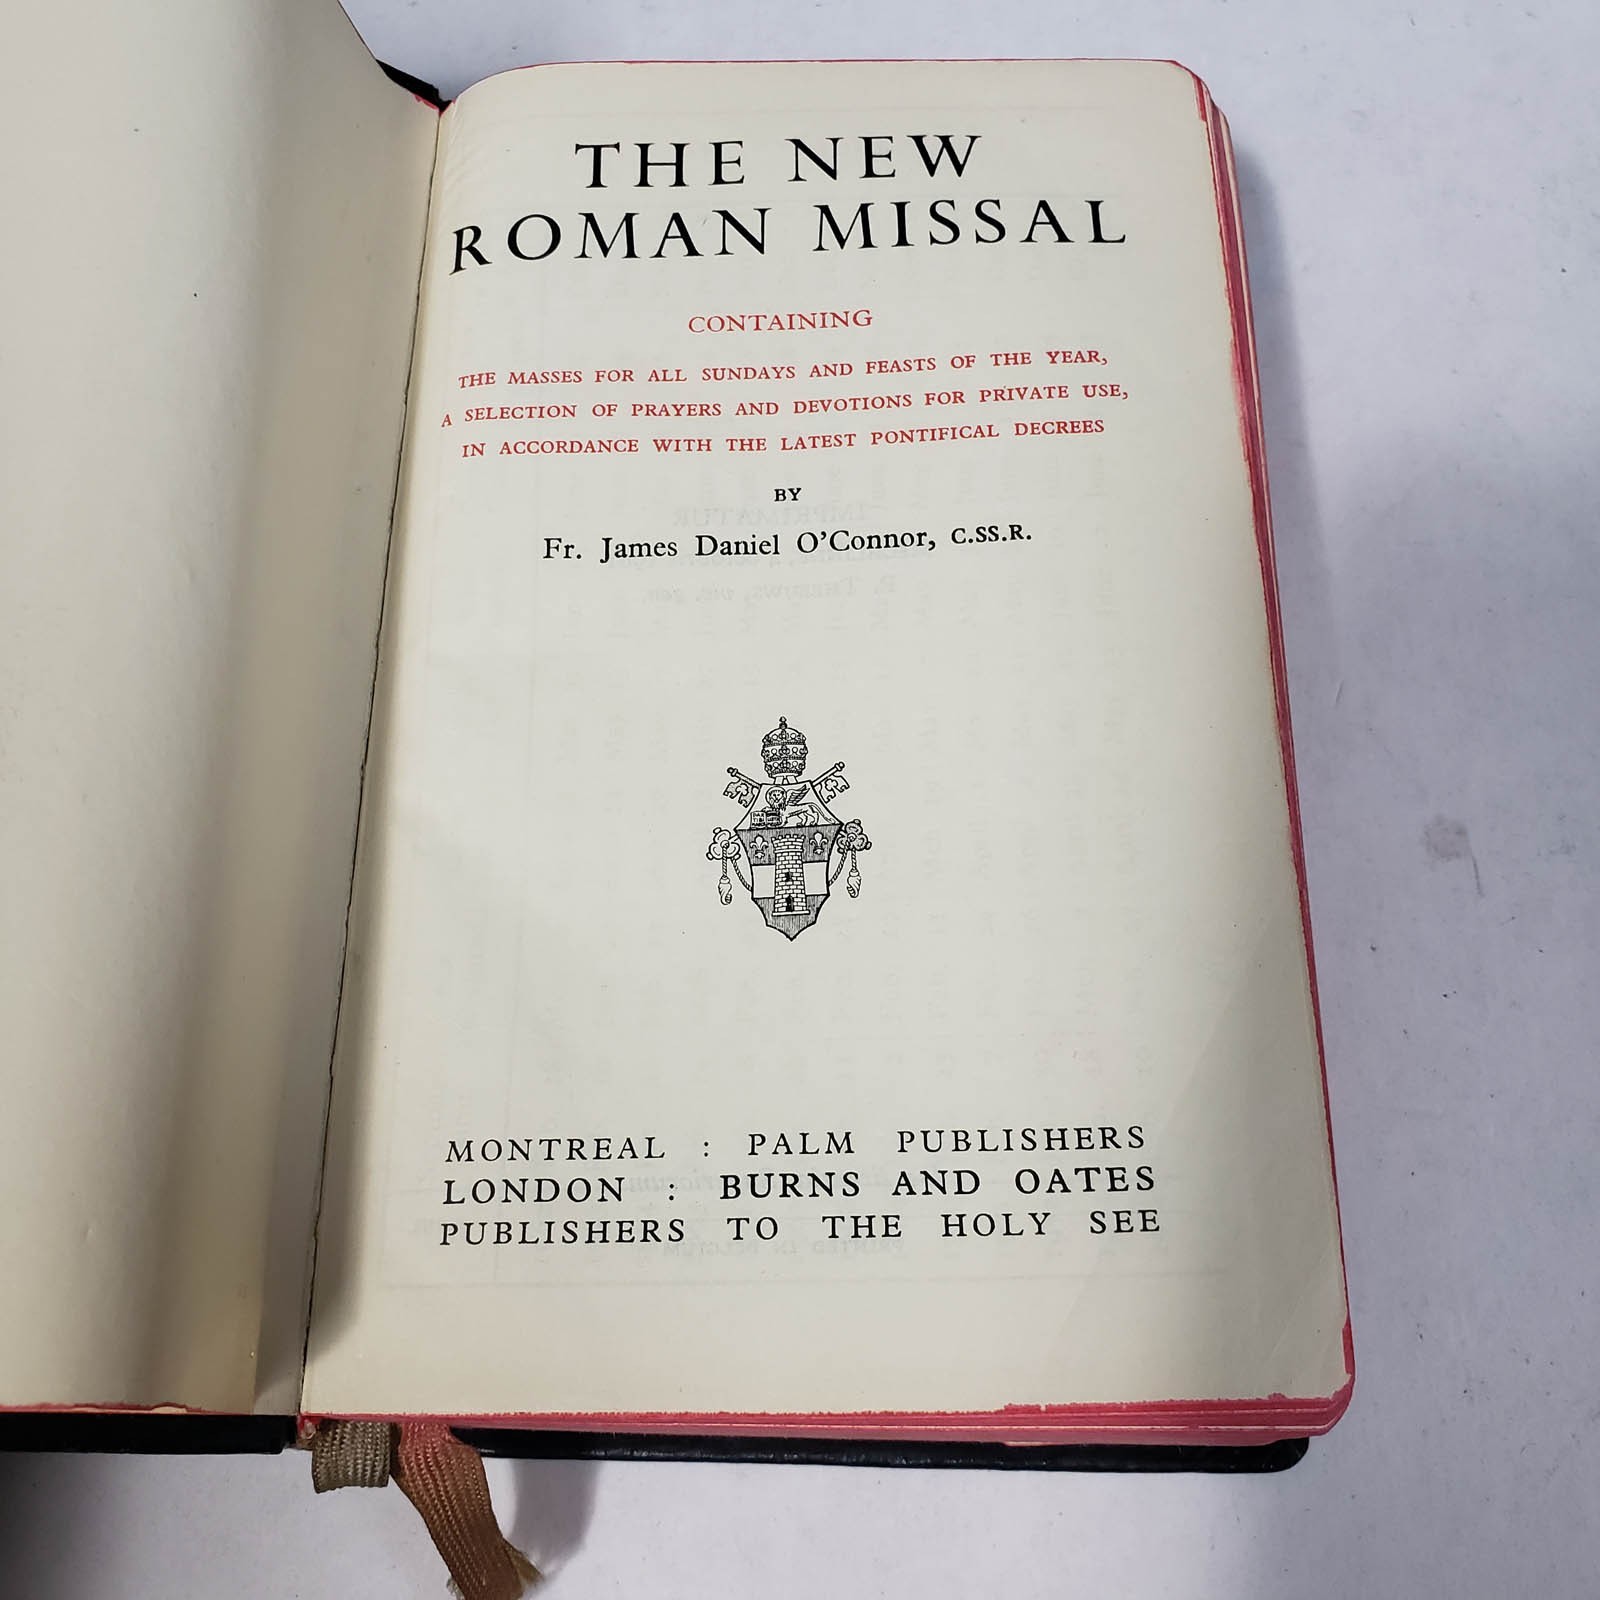 THE NEW
ROMAN MISSAL
CONTAINING
THE MASSES FOR ALL SUNDAYS AND FEASTS OF THE YEAR,
A SELECTION OF PRAYERS AND DEVOTIONS FOR PRIVATE USE,
IN ACCORDANCE WITH THE LATEST PONTIFICAL DECREES
BY
Fr. James Daniel O'Connor, C.SS.R.
MONTREAL : PALM PUBLISHERS
LONDON : BURNS AND OATES
PUBLISHERS TO THE HOLY SEE